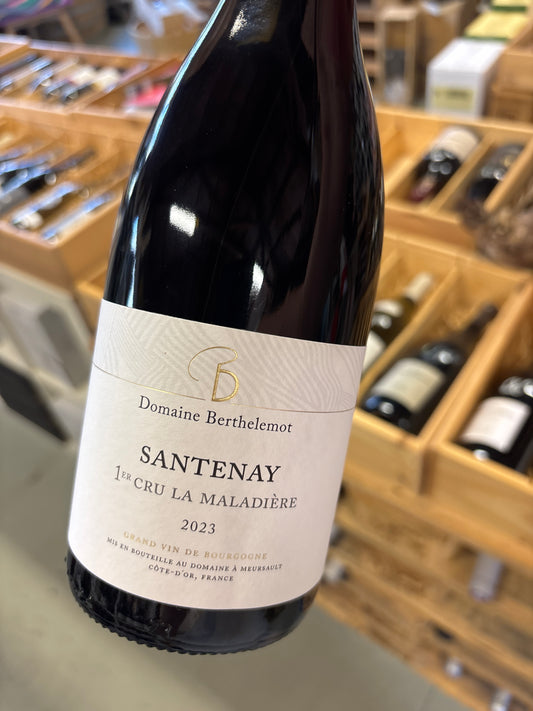 Domaine Berthelemot
SANTENAY
1ER CRU LA MALADIÈRE
2023
GRAND VIN DE BOURGOGNE
MIS EN BOUTEILLE AU DOMAINE À MEURSAULT
CÔTE-D'OR, FRANCE